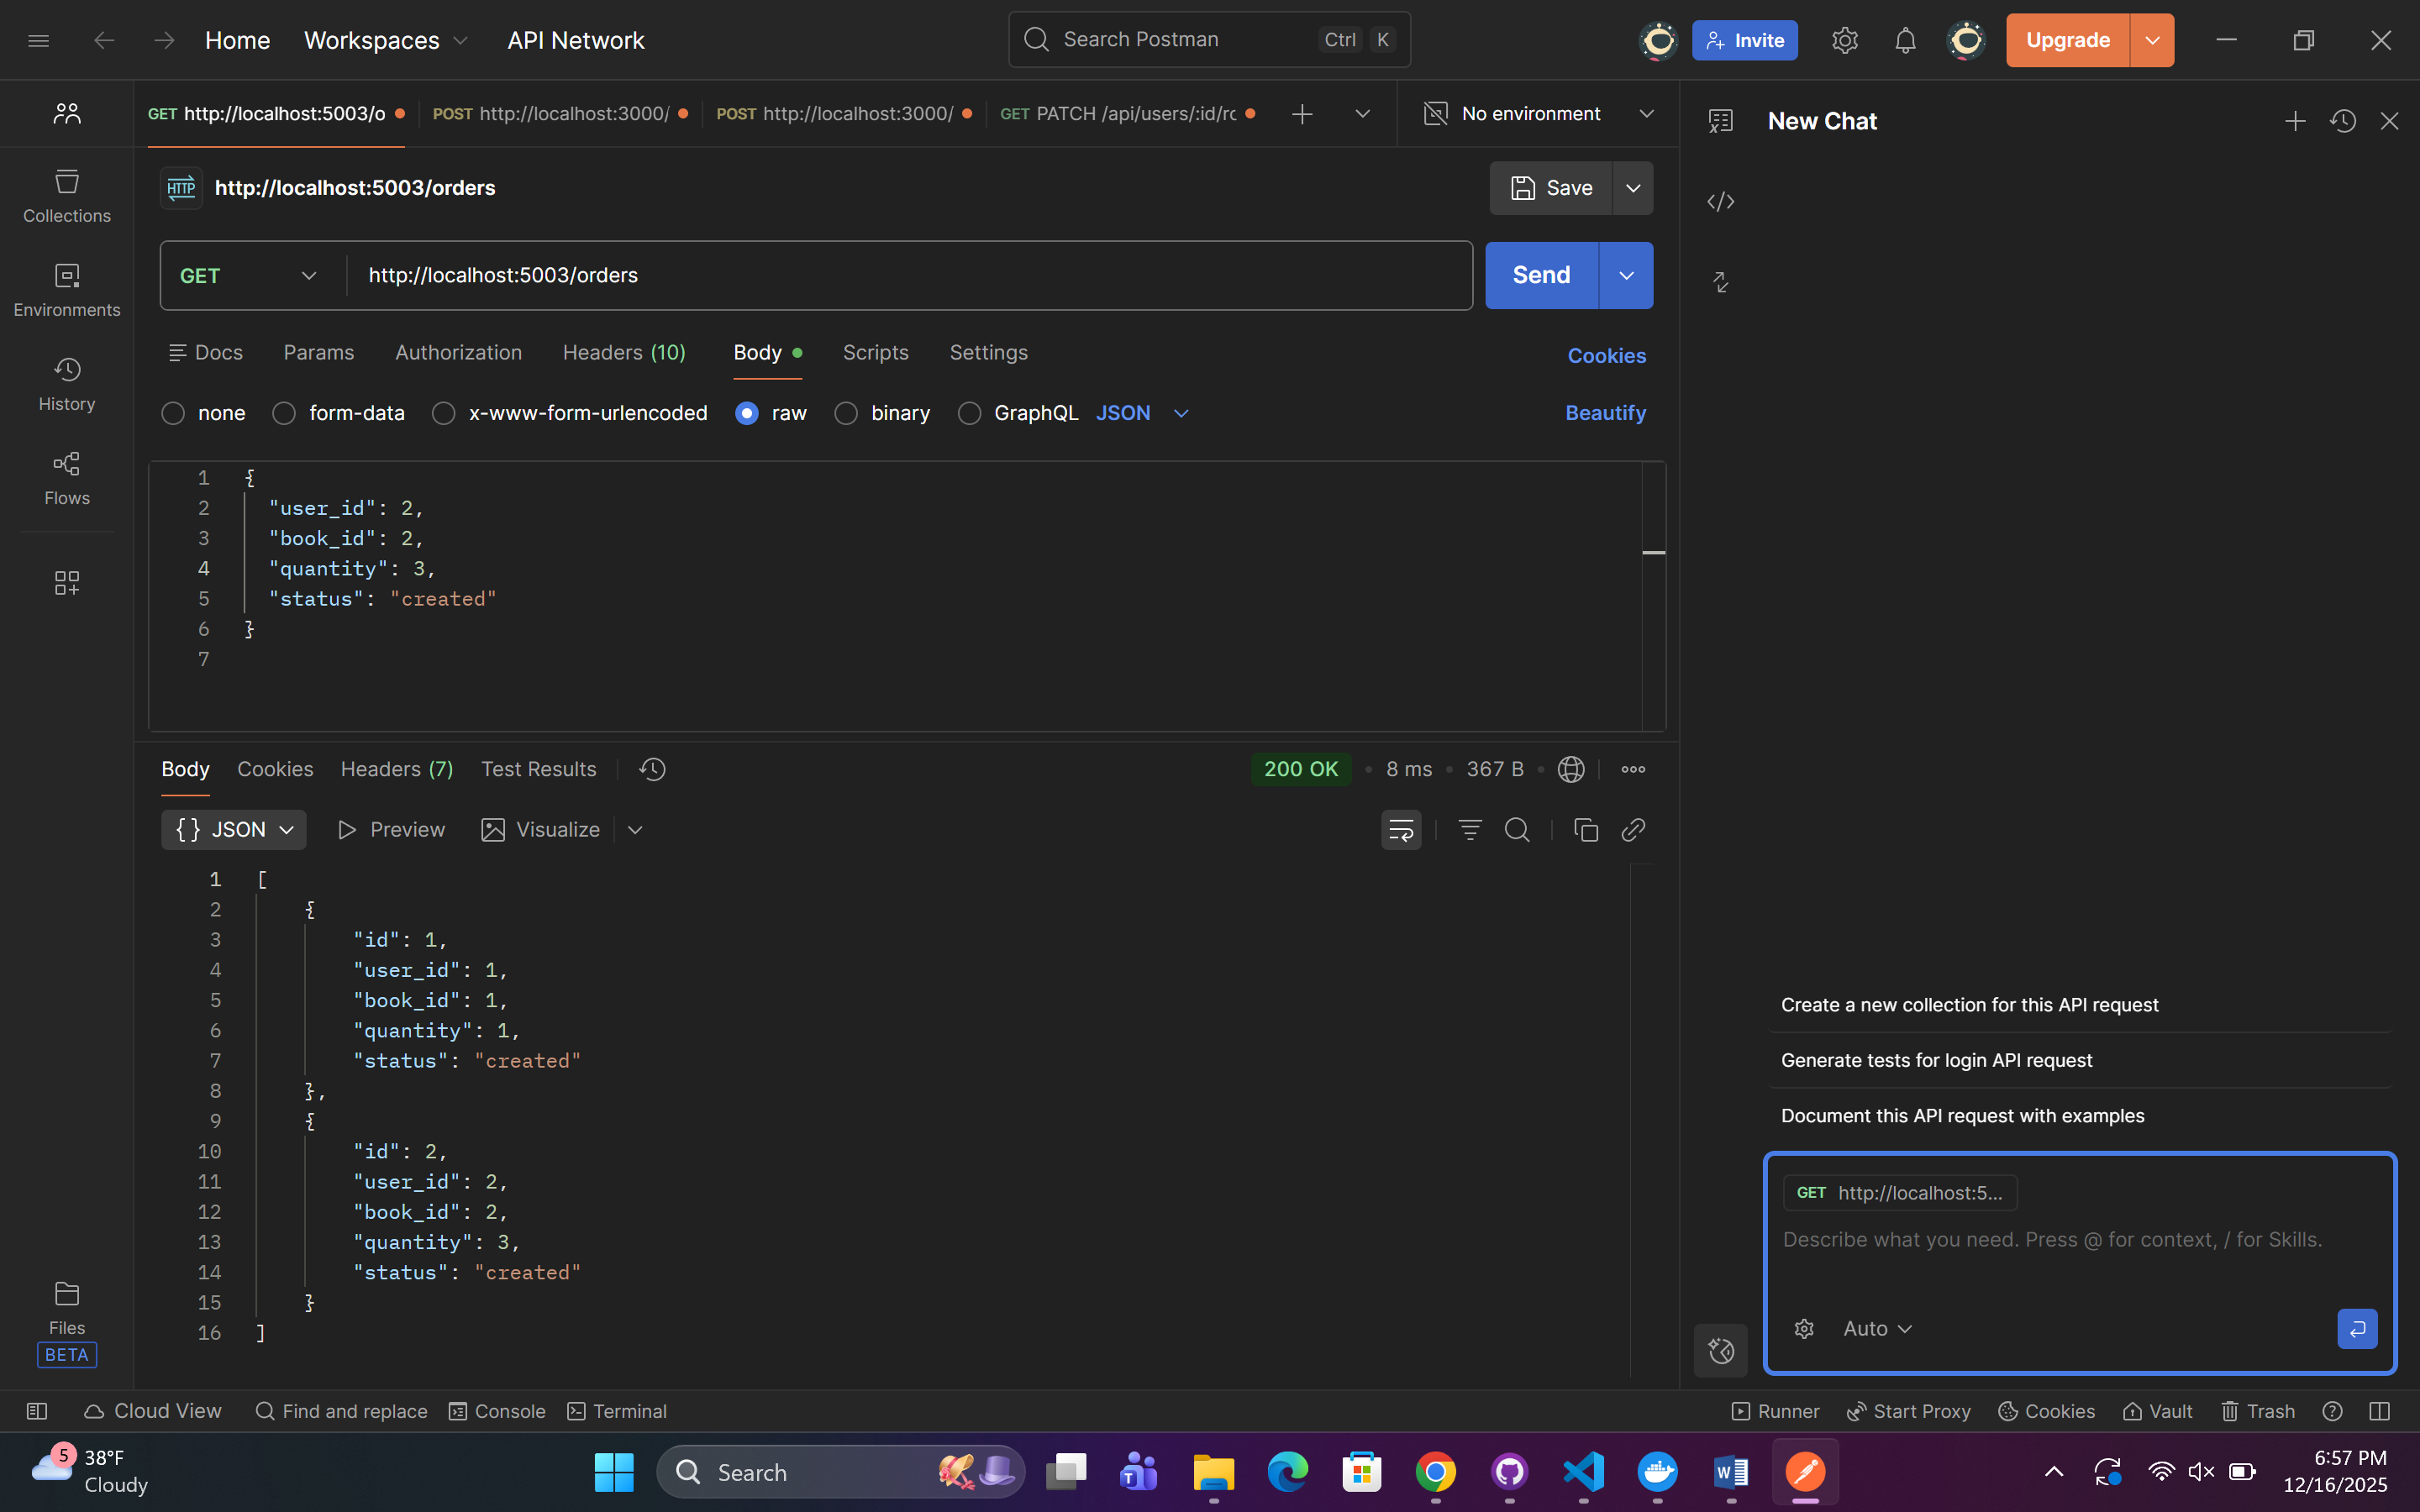 Home Workspaces API Network Search Postman Ctrl K Invite Upgrade
GET http://localhost:5003/o POST http://localhost:3000/ POST http://localhost:3000/ GET PATCH /api/users/:id/rc No environment New Chat
HTTP http://localhost:5003/orders Save
Collections
GET http://localhost:5003/orders Send
Environments
Docs Params Authorization Headers (10) Body Scripts Settings Cookies
History
none form-data x-www-form-urlencoded raw binary GraphQL JSON Beautify
Flows
1 {
2 "user_id": 2,
3 "book_id": 2,
4 "quantity": 3,
5 "status": "created"
6 }
7
Body Cookies Headers (7) Test Results 200 OK 8 ms 367 B
{} JSON Preview Visualize
1 [
2 {
3 "id": 1,
4 "user_id": 1,
5 "book_id": 1,
6 "quantity": 1,
7 "status": "created"
8 },
9 {
10 "id": 2,
11 "user_id": 2,
12 "book_id": 2,
13 "quantity": 3,
14 "status": "created"
15 }
16 ]
Files
BETA
Create a new collection for this API request
Generate tests for login API request
Document this API request with examples
GET http://localhost:5...
Describe what you need. Press @ for context, / for Skills.
Auto
Cloud View Find and replace Console Terminal Runner Start Proxy Cookies Vault Trash
5 38°F
Cloudy
Search
6:57 PM
12/16/2025